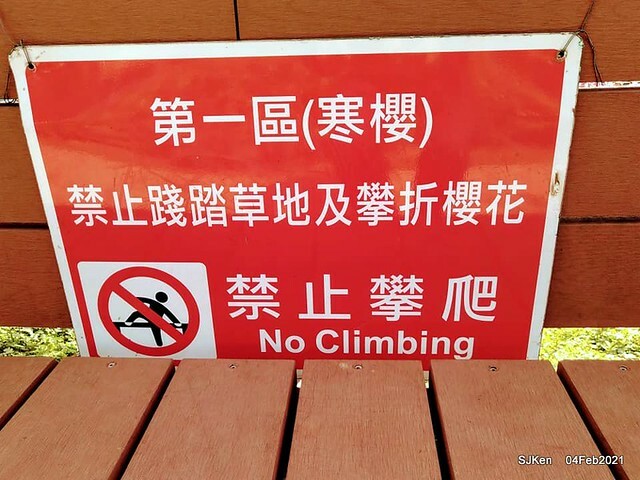 第一區(寒櫻)
禁止踐踏草地及攀折櫻花
禁止攀爬
No Climbing
SJKen 04Feb2021